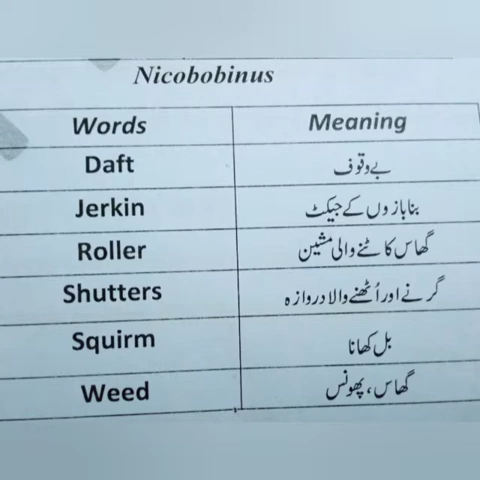 Nicobobinus
Words Meaning
Daft بے وقوف
Jerkin بنا بازوں کے جیکٹ
Roller گھاس کاٹنے والی مشین
Shutters گرنے اور اُٹھنے والا دروازہ
Squirm بل کھانا
Weed گھاس، پھونس